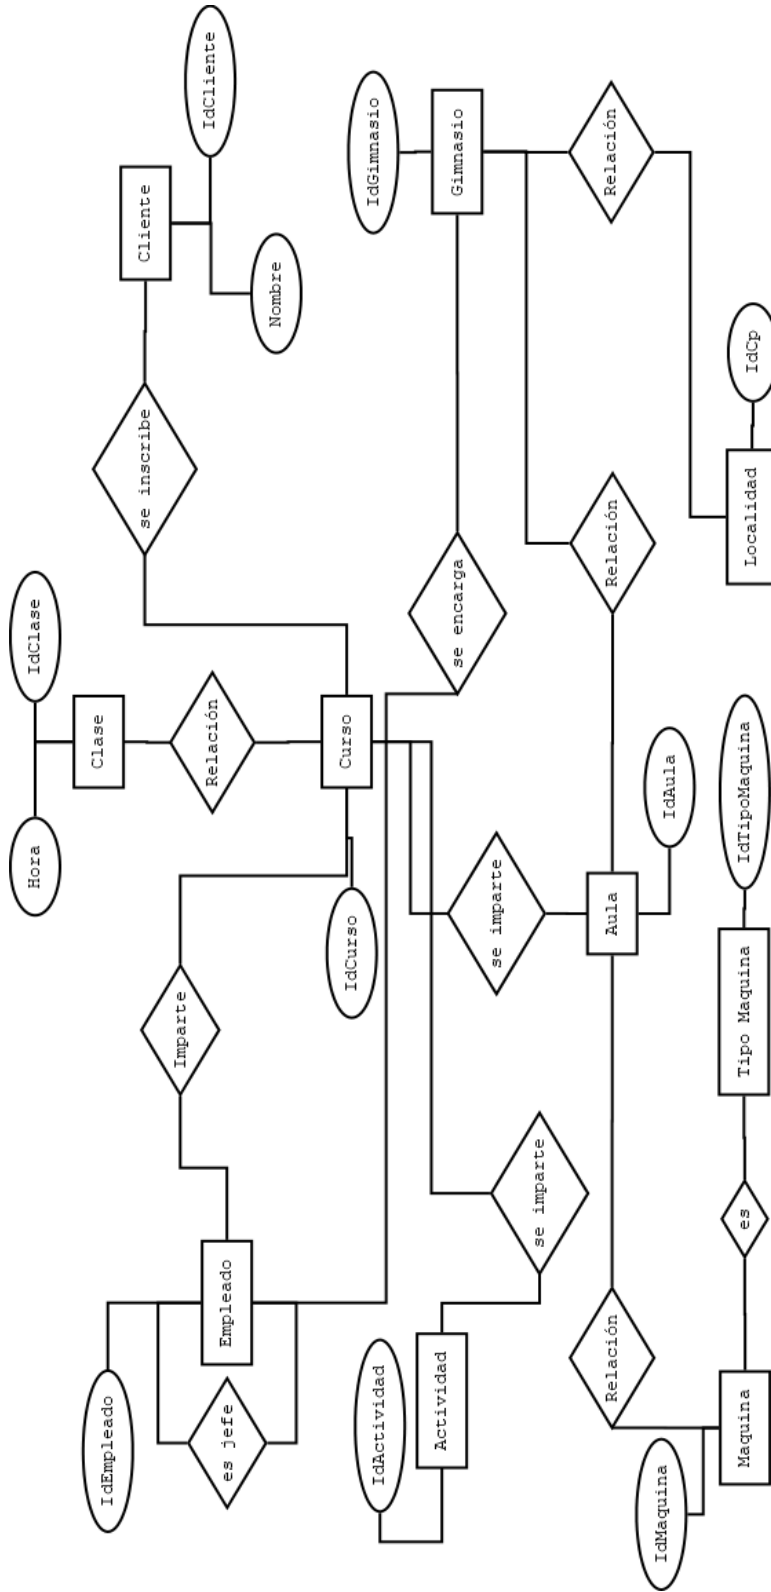 IdEmpleado
Hora
IdClase
Cliente
IdCliente
es jefe
Empleado
Imparte
Clase
Relación
se inscribe
Nombre
IdCurso
Curso
IdActividad
Actividad
se imparte
se imparte
se encarga
IdGimnasio
Gimnasio
Relación
Aula
Relación
Relación
IdMaquina
IdAula
Maquina
es
Tipo Maquina
IdTipoMaquina
Localidad
IdCp